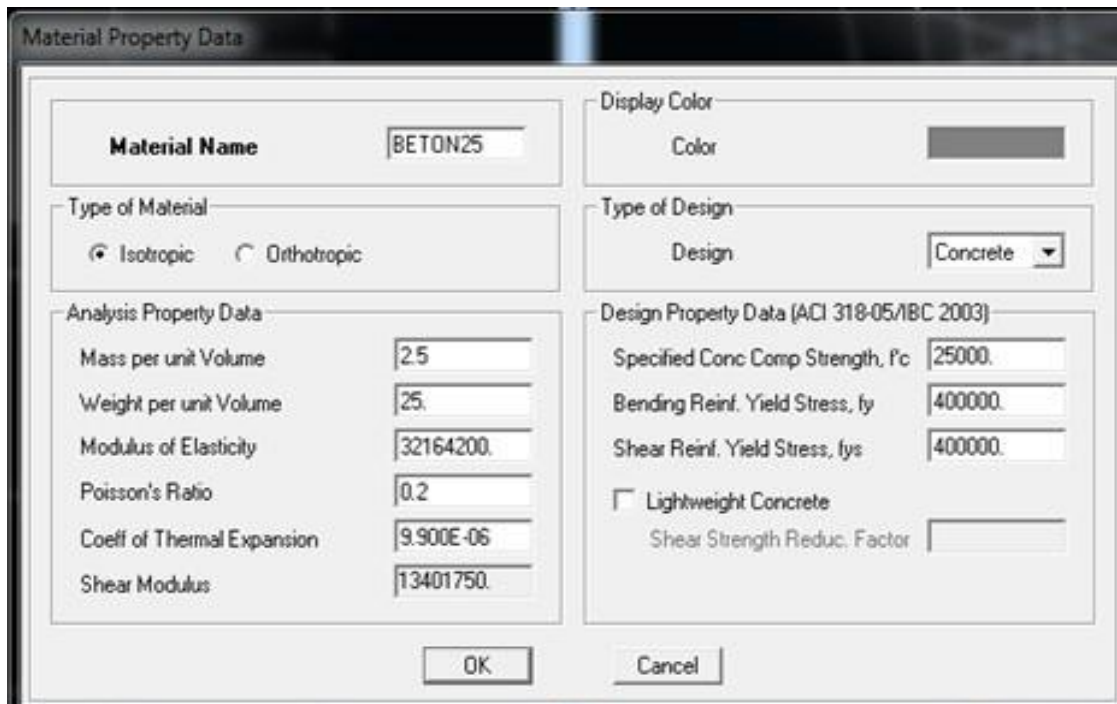 Material Property Data
Material Name BETON25
Display Color
Color
Type of Material
Isotropic Orthotropic
Type of Design
Design Concrete
Analysis Property Data
Mass per unit Volume 2.5
Weight per unit Volume 25.
Modulus of Elasticity 32164200.
Poisson's Ratio 0.2
Coeff of Thermal Expansion 9.900E-06
Shear Modulus 13401750.
Design Property Data (ACI 318-05/IBC 2003)
Specified Conc Comp Strength, f'c 25000.
Bending Reinf. Yield Stress, fy 400000.
Shear Reinf. Yield Stress, fys 400000.
Lightweight Concrete
Shear Strength Reduc. Factor
OK Cancel